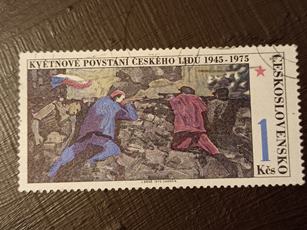 KVĚTNOVÉ POVSTÁNÍ ČESKÉHO LIDU 1945-1975
ČESKOSLOVENSKO
1
Kčs